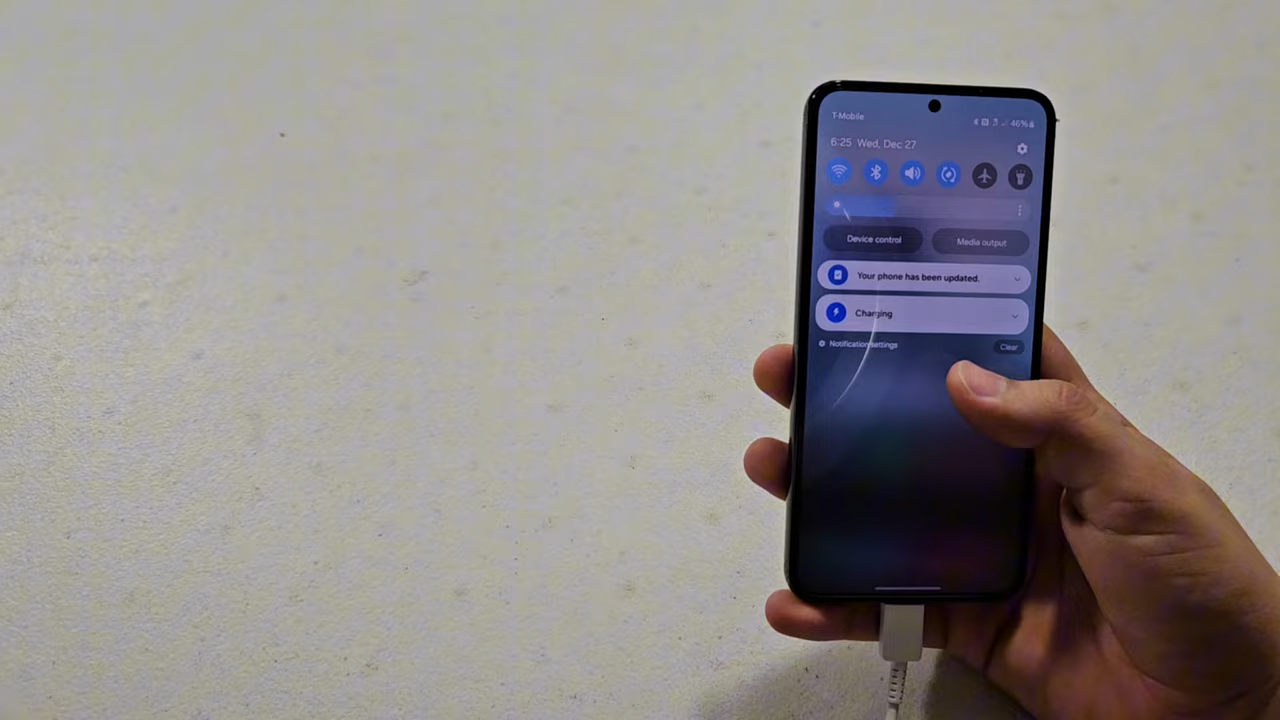 T-Mobile
46%
6:25 Wed, Dec 27
Device control
Media output
Your phone has been updated.
Charging
Notification settings
Clear